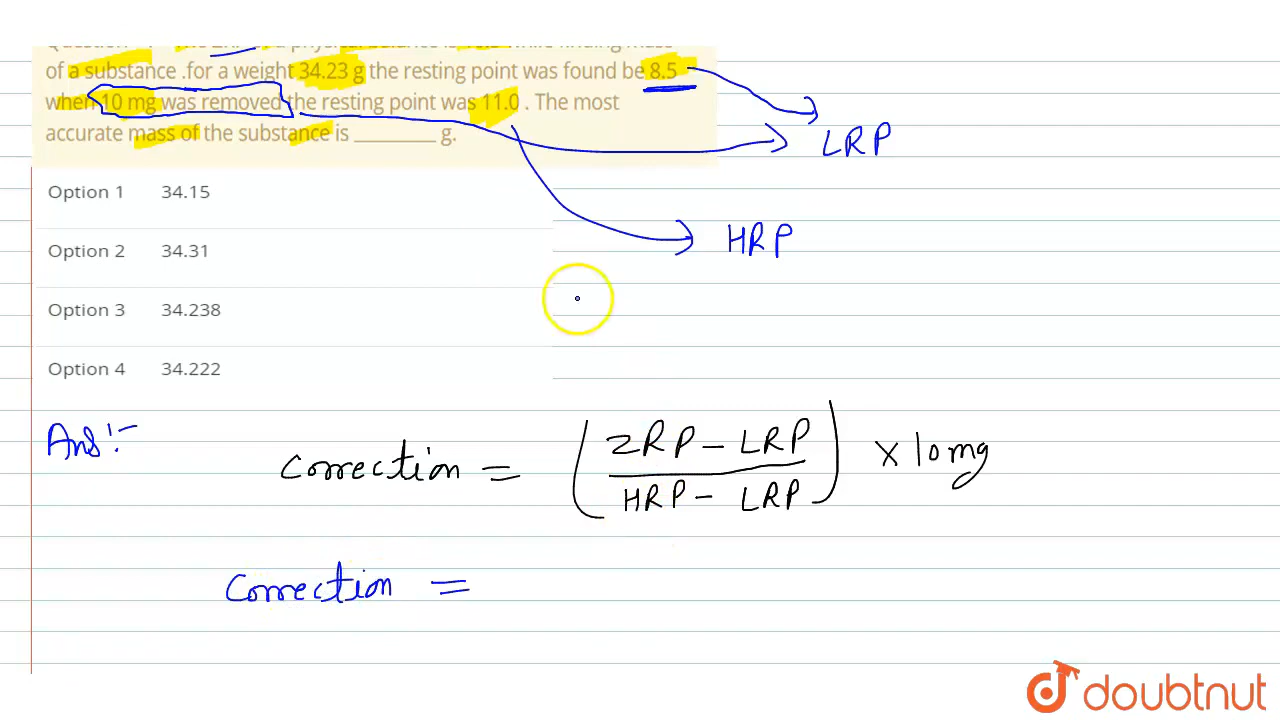 of a substance .for a weight 34.23 g the resting point was found be 8.5
when 10 mg was removed the resting point was 11.0 . The most
accurate mass of the substance is ________ g.
LRP
HRP
Option 1 34.15
Option 2 34.31
Option 3 34.238
Option 4 34.222
Ans :-
Correction = (ZRP - LRP / HRP - LRP) × 10 mg
Correction =
doubtnut